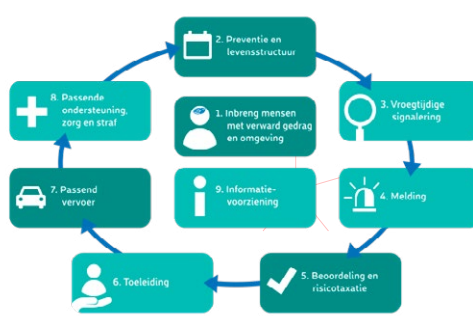 2. Preventie en
levensstructuur
8. Passende
ondersteuning,
zorg en straf
1. Inbreng mensen
met verward gedrag
en omgeving
3. Vroegtijdige
signalering
7. Passend
vervoer
9. Informatie-
voorziening
4. Melding
6. Toeleiding
5. Beoordeling en
risicotaxatie